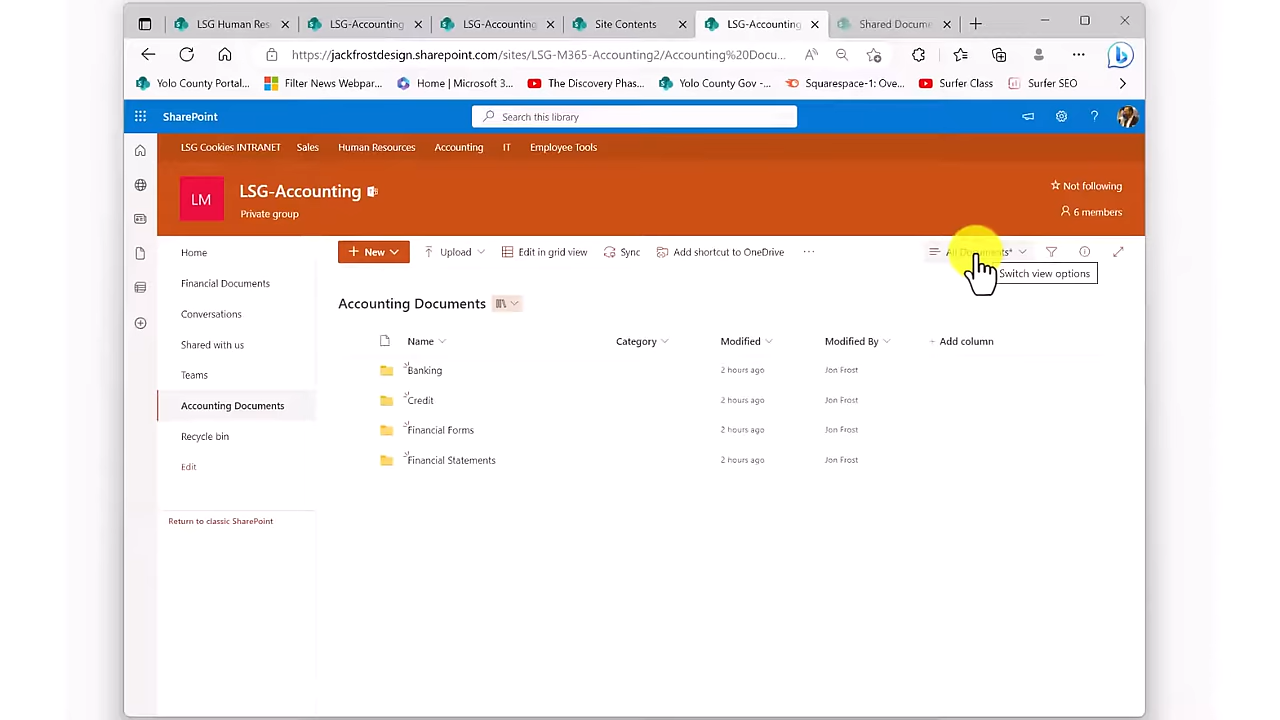 LSG Human Res
LSG-Accounting
LSG-Accounting
Site Contents
LSG-Accounting
Shared Docum
https://jackfrostdesign.sharepoint.com/sites/LSG-M365-Accounting2/Accounting%20Docu...
Yolo County Portal...
Filter News Webpar...
Home | Microsoft 3...
The Discovery Phas...
Yolo County Gov -...
Squarespace-1: Ove...
Surfer Class
Surfer SEO
SharePoint
Search this library
LSG Cookies INTRANET
Sales
Human Resources
Accounting
IT
Employee Tools
LM
LSG-Accounting
Private group
Not following
6 members
Home
Financial Documents
Conversations
Shared with us
Teams
Accounting Documents
Recycle bin
Edit
Return to classic SharePoint
+ New
Upload
Edit in grid view
Sync
Add shortcut to OneDrive
...
All Documents*
Switch view options
Accounting Documents
Name
Category
Modified
Modified By
+ Add column
Banking
2 hours ago
Jon Frost
Credit
2 hours ago
Jon Frost
Financial Forms
2 hours ago
Jon Frost
Financial Statements
2 hours ago
Jon Frost